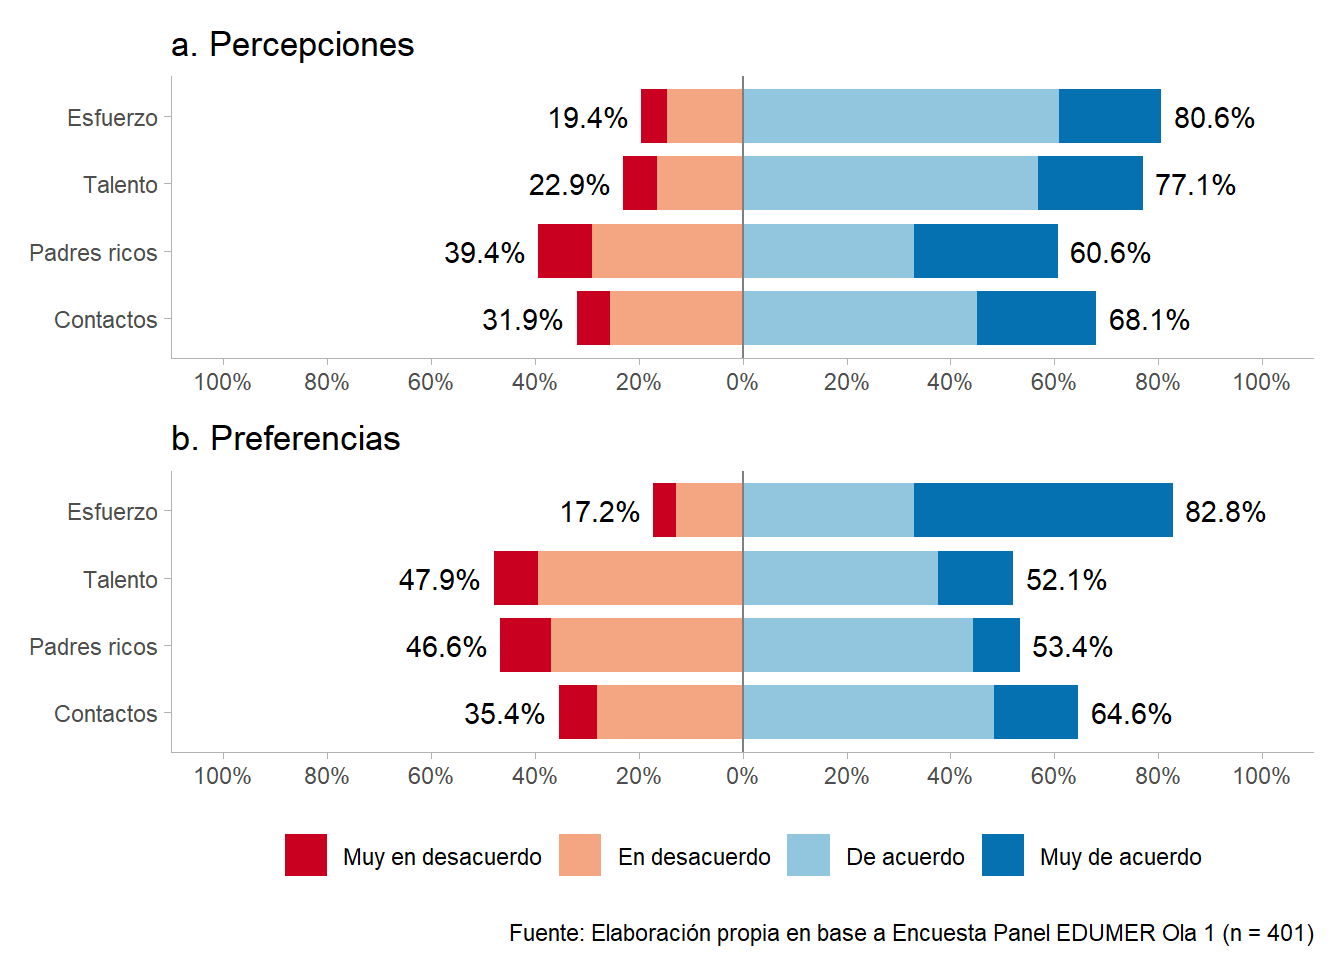 a. Percepciones
Esfuerzo 19.4% 80.6%
Talento 22.9% 77.1%
Padres ricos 39.4% 60.6%
Contactos 31.9% 68.1%
100% 80% 60% 40% 20% 0% 20% 40% 60% 80% 100%
b. Preferencias
Esfuerzo 17.2% 82.8%
Talento 47.9% 52.1%
Padres ricos 46.6% 53.4%
Contactos 35.4% 64.6%
100% 80% 60% 40% 20% 0% 20% 40% 60% 80% 100%
Muy en desacuerdo En desacuerdo De acuerdo Muy de acuerdo
Fuente: Elaboración propia en base a Encuesta Panel EDUMER Ola 1 (n = 401)